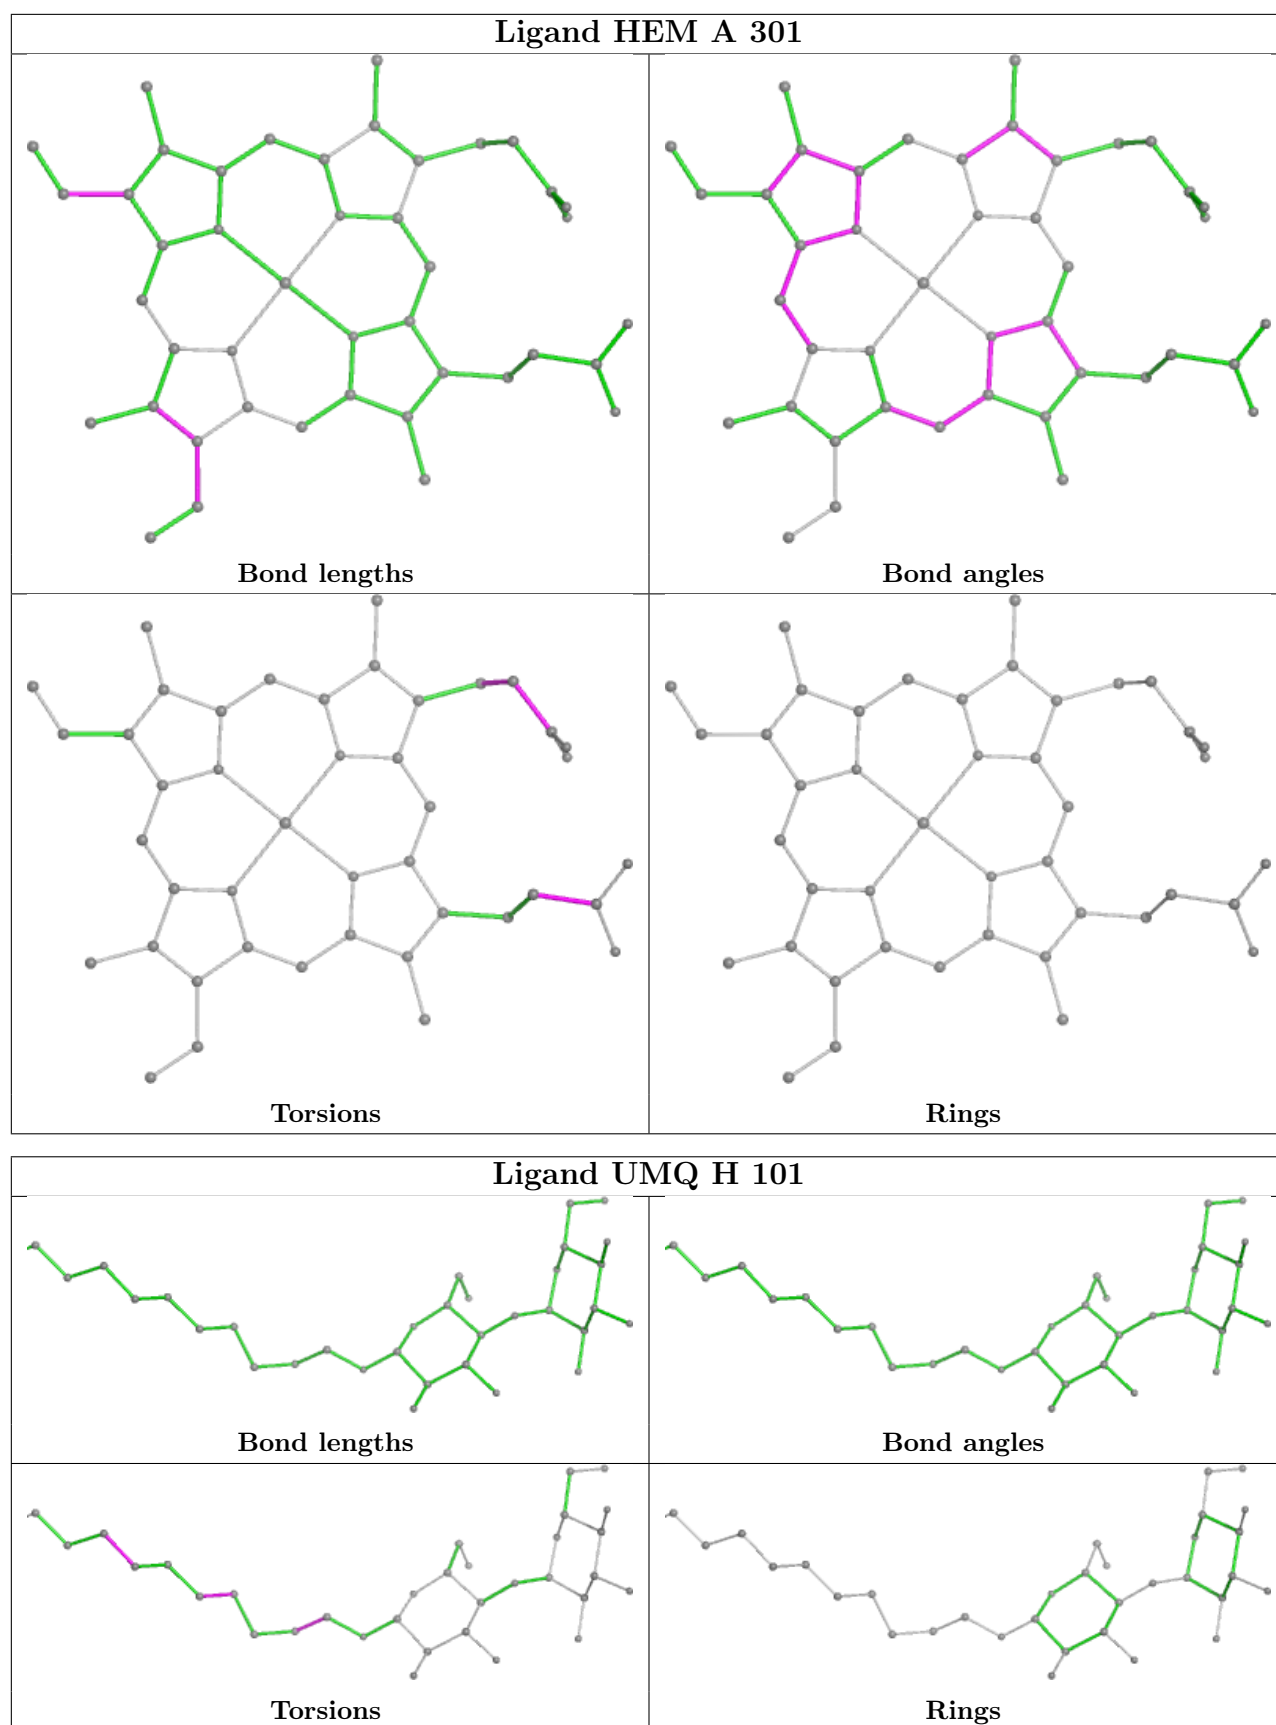 Ligand HEM A 301
Bond lengths
Bond angles
Torsions
Rings
Ligand UMQ H 101
Bond lengths
Bond angles
Torsions
Rings